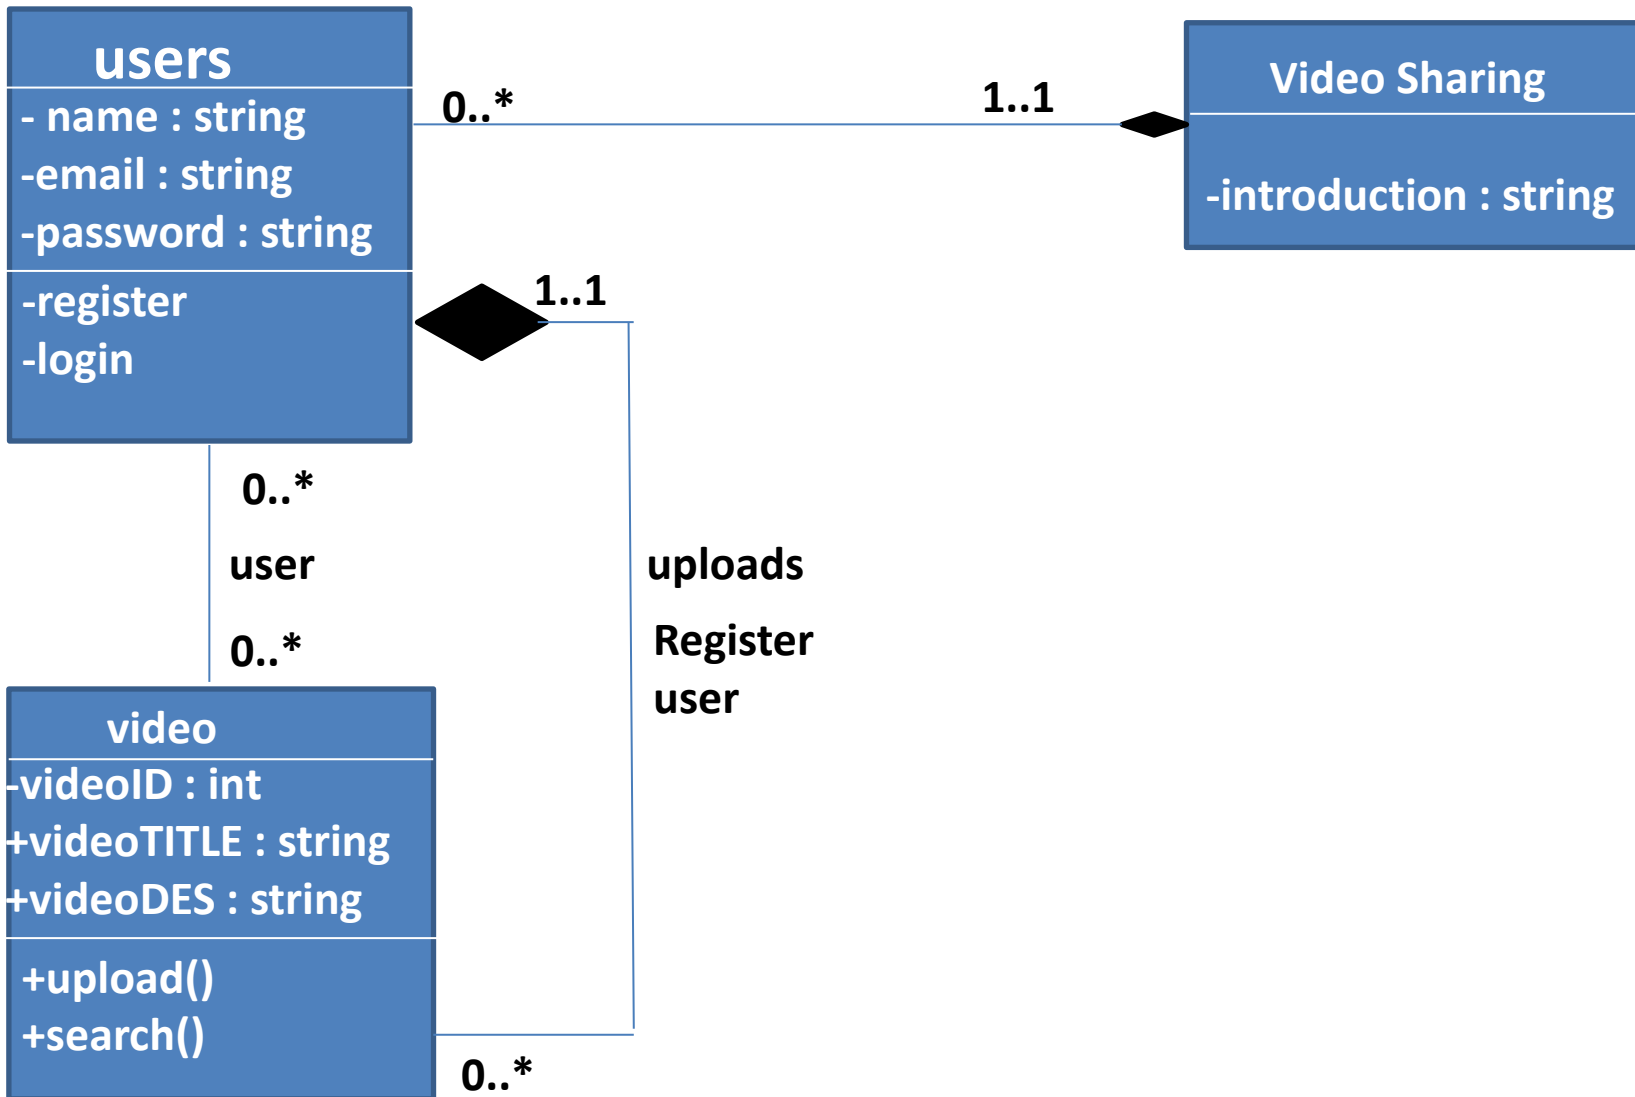 users
- name : string
-email : string
-password : string
-register
-login
0..*
1..1
Video Sharing
-introduction : string
1..1
0..*
user
0..*
uploads
Register
user
video
-videoID : int
+videoTITLE : string
+videoDES : string
+upload()
+search()
0..*